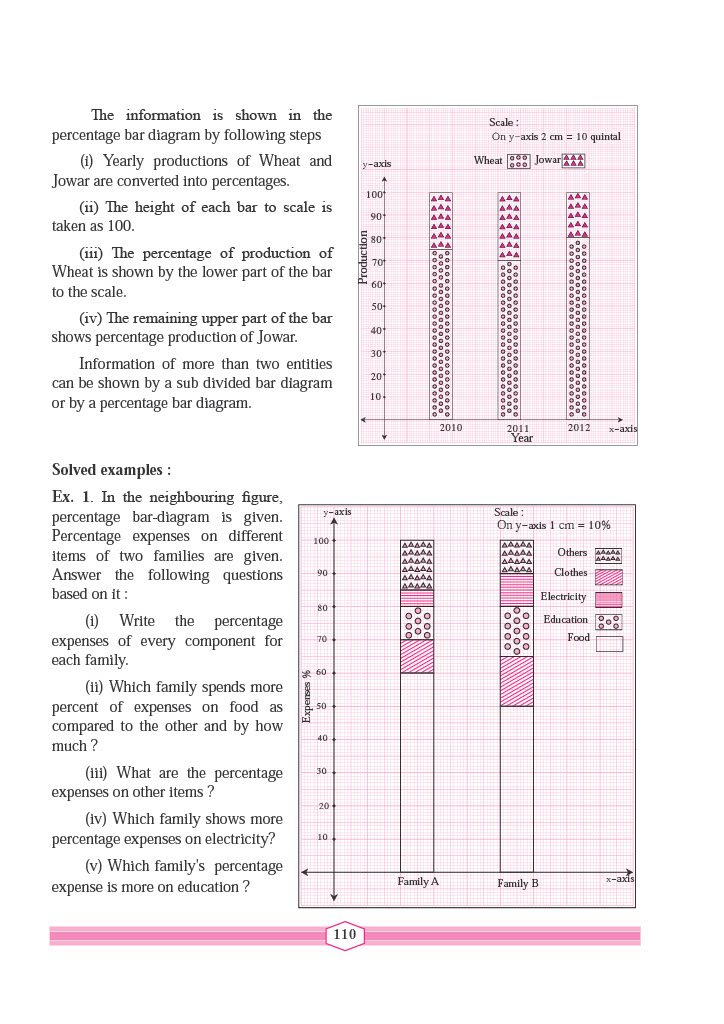 The information is shown in the
percentage bar diagram by following steps
(i) Yearly productions of Wheat and
Jowar are converted into percentages.
(ii) The height of each bar to scale is
taken as 100.
(iii) The percentage of production of
Wheat is shown by the lower part of the bar
to the scale.
(iv) The remaining upper part of the bar
shows percentage production of Jowar.
Information of more than two entities
can be shown by a sub divided bar diagram
or by a percentage bar diagram.
Scale :
On y-axis 2 cm = 10 quintal
Wheat Jowar
y-axis
100
90
80
70
60
50
40
30
20
10
Production
2010 2011 2012 x-axis
Year
Solved examples :
Ex. 1. In the neighbouring figure,
percentage bar-diagram is given.
Percentage expenses on different
items of two families are given.
Answer the following questions
based on it :
(i) Write the percentage
expenses of every component for
each family.
(ii) Which family spends more
percent of expenses on food as
compared to the other and by how
much ?
(iii) What are the percentage
expenses on other items ?
(iv) Which family shows more
percentage expenses on electricity?
(v) Which family's percentage
expense is more on education ?
y-axis
Scale :
On y-axis 1 cm = 10%
Others
Clothes
Electricity
Education
Food
100
90
80
70
60
50
40
30
20
10
Expenses %
Family A Family B x-axis
110